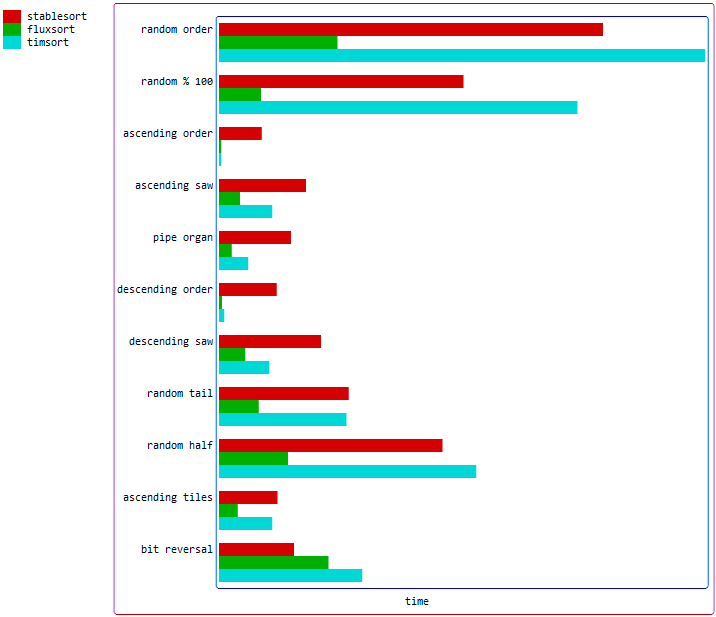 stablesort
fluxsort
timsort
random order
random % 100
ascending order
ascending saw
pipe organ
descending order
descending saw
random tail
random half
ascending tiles
bit reversal
time